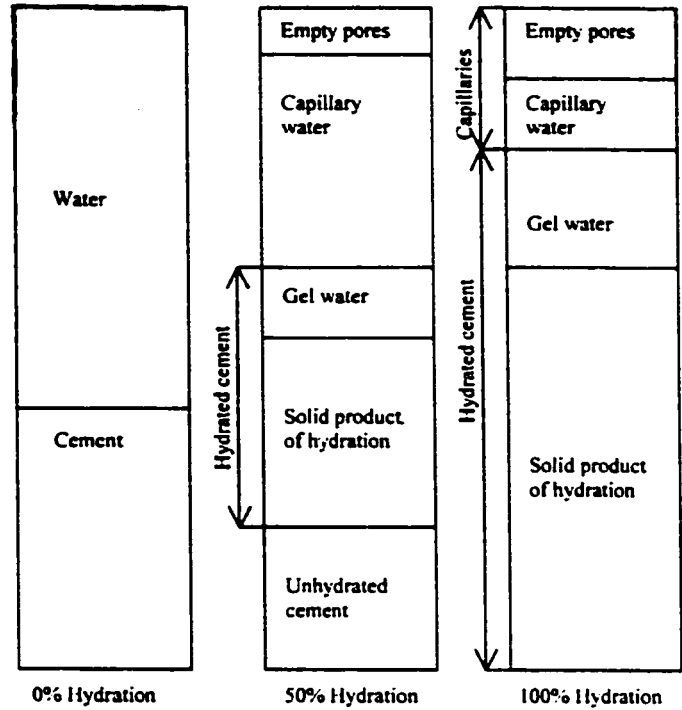 Water
Cement
0% Hydration
Empty pores
Capillary
water
Gel water
Hydrated cement
Solid product
of hydration
Unhydrated
cement
50% Hydration
Capillaries
Empty pores
Capillary
water
Gel water
Hydrated cement
Solid product
of hydration
100% Hydration